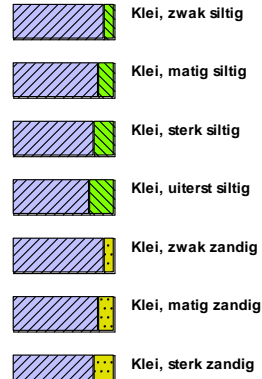 Klei, zwak siltig
Klei, matig siltig
Klei, sterk siltig
Klei, uiterst siltig
Klei, zwak zandig
Klei, matig zandig
Klei, sterk zandig